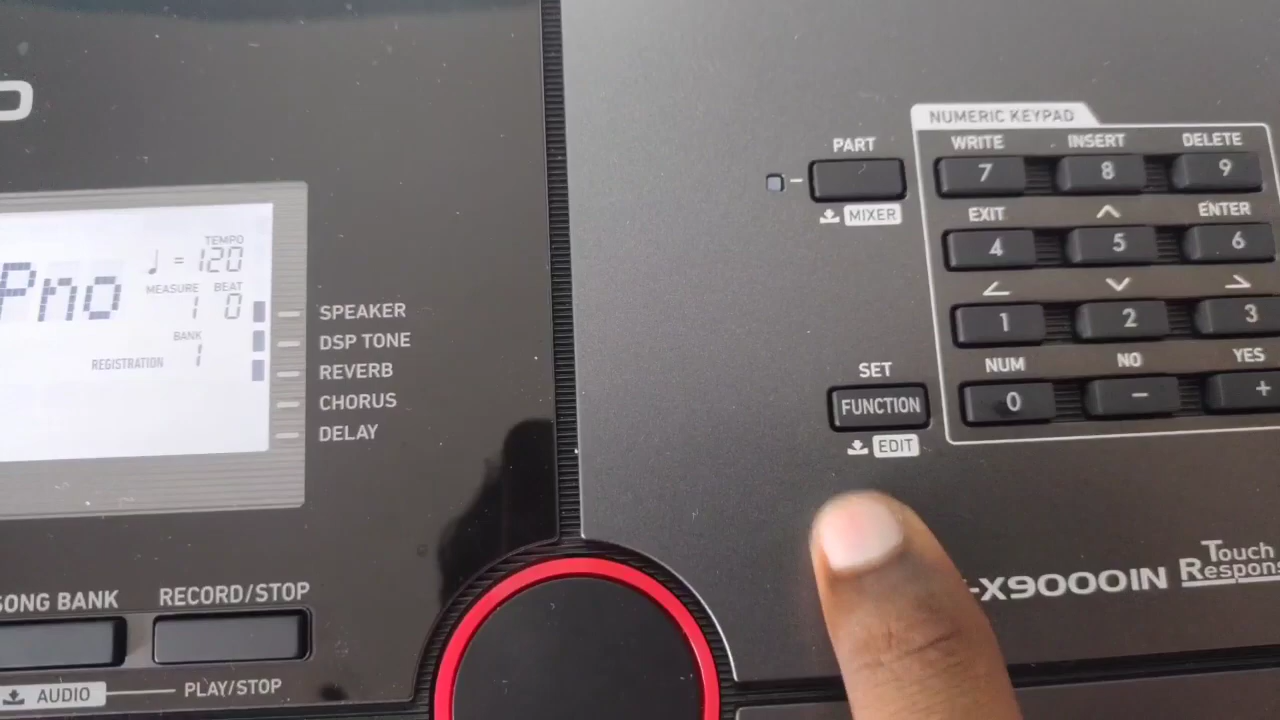 Pno
TEMPO
♩ = 120
MEASURE BEAT
1 0
BANK
REGISTRATION 1
SPEAKER
DSP TONE
REVERB
CHORUS
DELAY
SONG BANK
RECORD/STOP
AUDIO
PLAY/STOP
PART
MIXER
NUMERIC KEYPAD
WRITE INSERT DELETE
7 8 9
EXIT ^ ENTER
4 5 6
1 2 3
SET
FUNCTION
EDIT
NUM NO YES
0 − +
-X9000IN
Touch